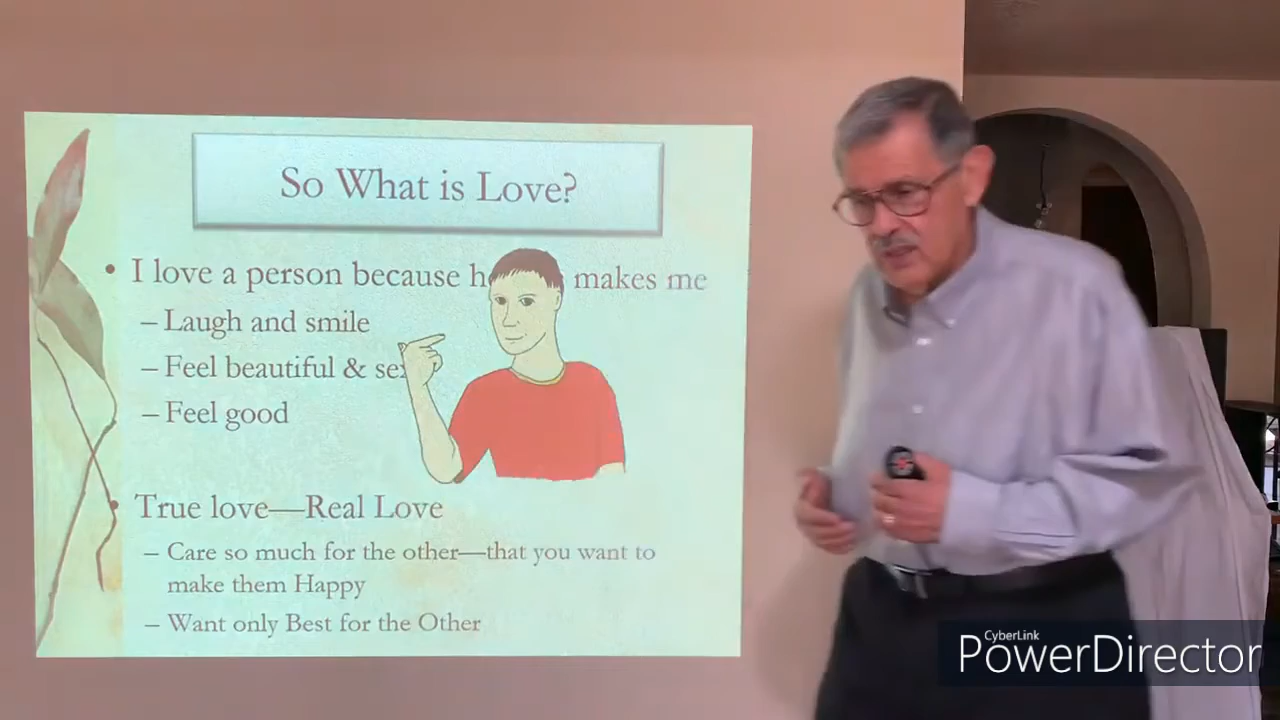 So What is Love?
• I love a person because h makes me
– Laugh and smile
– Feel beautiful & sex
– Feel good
• True love—Real Love
– Care so much for the other—that you want to
make them Happy
– Want only Best for the Other
CyberLink
PowerDirector